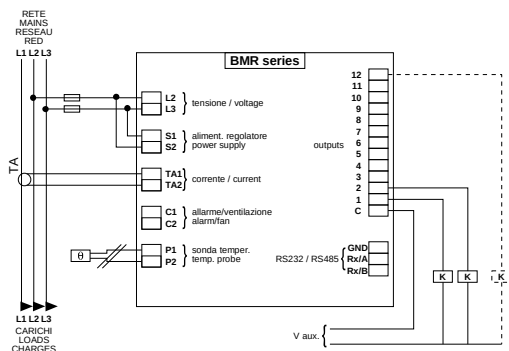 RETE
MAINS
RESEAU
RED
L1 L2 L3
BMR series
L2
L3
tensione / voltage
S1
S2
aliment. regolatore
power supply
TA
TA1
TA2
corrente / current
C1
C2
allarme/ventilazione
alarm/fan
θ
P1
P2
sonda temper.
temp. probe
12
11
10
9
8
7
6
5
4
3
2
1
C
outputs
RS232 / RS485
GND
Rx/A
Rx/B
K
K
K
V aux.
L1 L2 L3
CARICHI
LOADS
CHARGES